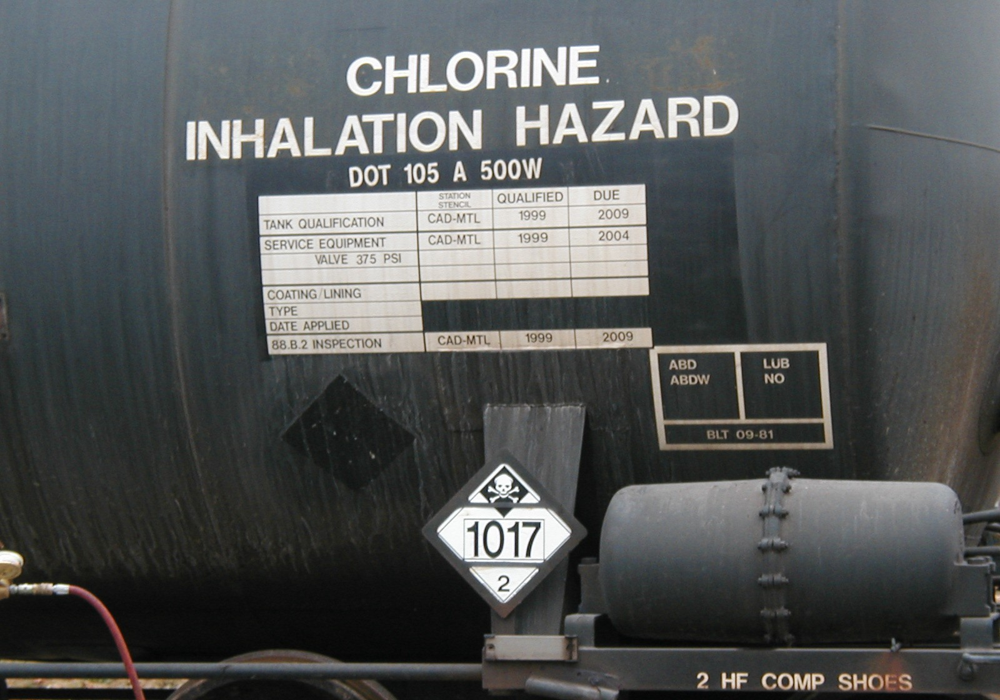 CHLORINE
INHALATION HAZARD
DOT 105 A 500W
STATION STENCIL QUALIFIED DUE
TANK QUALIFICATION CAD-MTL 1999 2009
SERVICE EQUIPMENT CAD-MTL 1999 2004
VALVE 375 PSI
COATING/LINING
TYPE
DATE APPLIED
88.B.2 INSPECTION CAD-MTL 1999 2009
ABD LUB
ABDW NO
BLT 09-81
1017
2
2 HF COMP SHOES